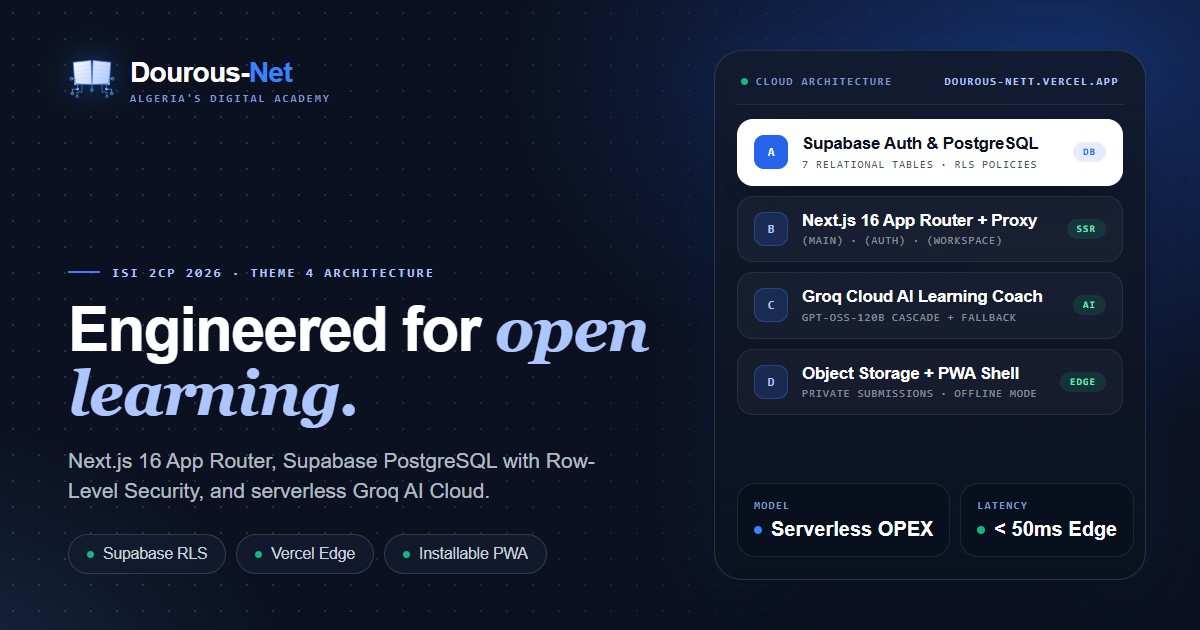 Dourous-Net
ALGERIA'S DIGITAL ACADEMY
ISI 2CP 2026 · THEME 4 ARCHITECTURE
Engineered for open
learning.
Next.js 16 App Router, Supabase PostgreSQL with Row-
Level Security, and serverless Groq AI Cloud.
Supabase RLS
Vercel Edge
Installable PWA
CLOUD ARCHITECTURE
DOUROUS-NETT.VERCEL.APP
A
Supabase Auth & PostgreSQL
7 RELATIONAL TABLES · RLS POLICIES
DB
B
Next.js 16 App Router + Proxy
(MAIN) · (AUTH) · (WORKSPACE)
SSR
C
Groq Cloud AI Learning Coach
GPT-OSS-120B CASCADE + FALLBACK
AI
D
Object Storage + PWA Shell
PRIVATE SUBMISSIONS · OFFLINE MODE
EDGE
MODEL
Serverless OPEX
LATENCY
< 50ms Edge